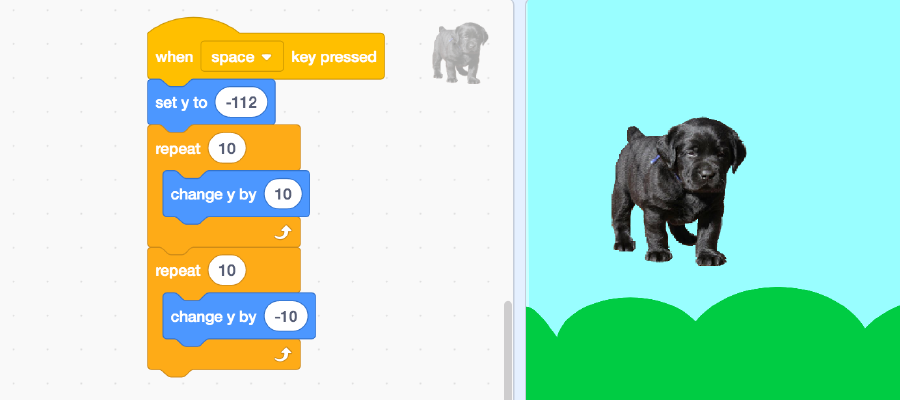 when space key pressed
set y to -112
repeat 10
change y by 10
repeat 10
change y by -10